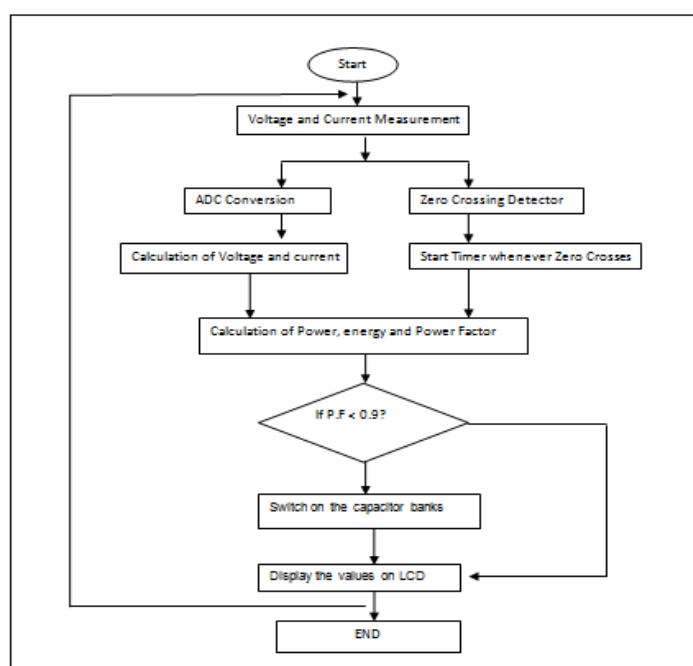 Start
Voltage and Current Measurement
ADC Conversion
Zero Crossing Detector
Calculation of Voltage and current
Start Timer whenever Zero Crosses
Calculation of Power, energy and Power Factor
If P.F < 0.9?
Switch on the capacitor banks
Display the values on LCD
END